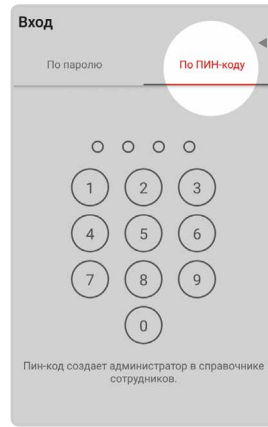 Вход
По паролю По ПИН-коду
1 2 3
4 5 6
7 8 9
0
Пин-код создает администратор в справочнике
сотрудников.